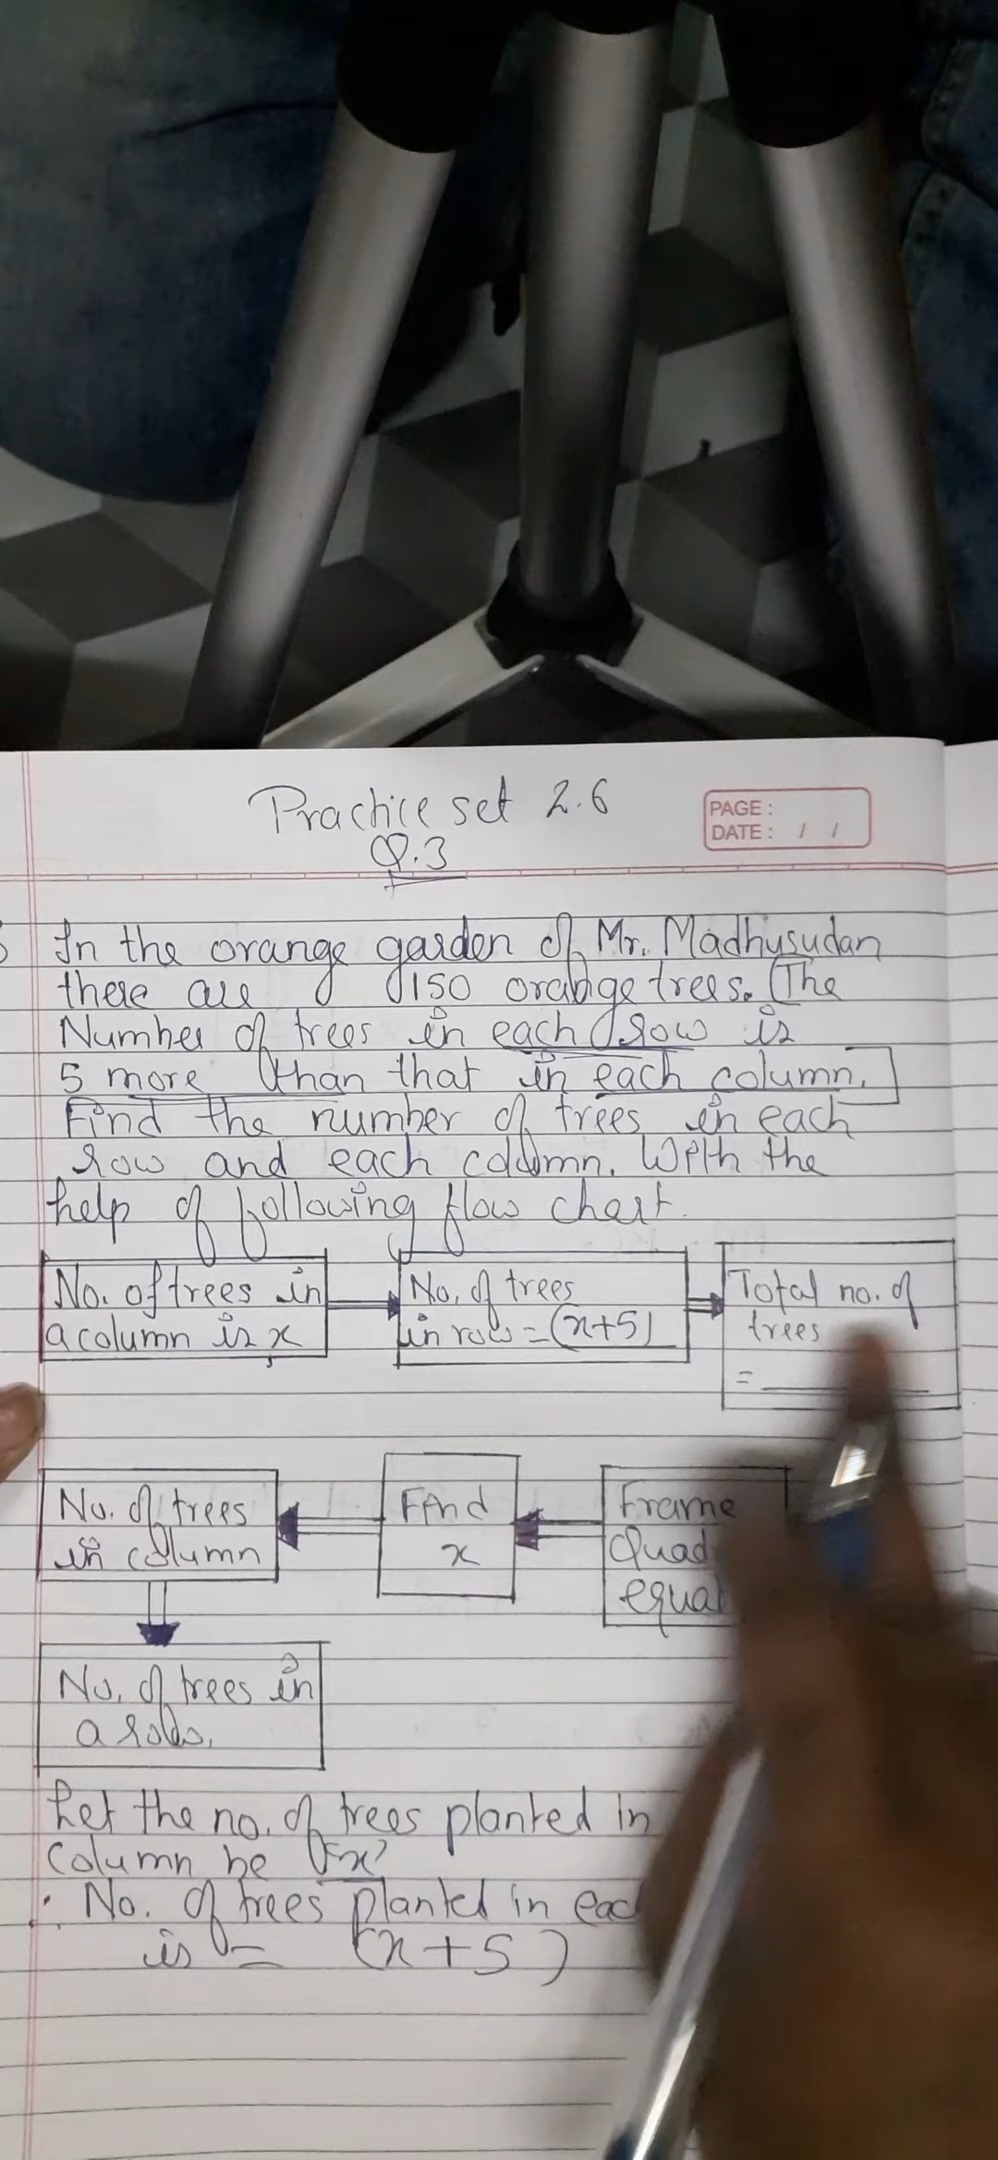 Practice set 2.6
Q.3
PAGE :
DATE : / /
In the orange garden of Mr. Madhusudan
there are 150 orange trees. The
Number of trees in each row is
5 more than that in each column.
Find the number of trees in each
row and each column. With the
help of following flow chart.
No. of trees in
a column is x
No. of trees
in row = (x+5)
Total no. of
trees
= ________
No. of trees
in column
Find
x
Frame
Quad
equa
No. of trees in
a row.
Let the no. of trees planted in
column be 'x'
∴ No. of trees planted in eac
is = (x+5)